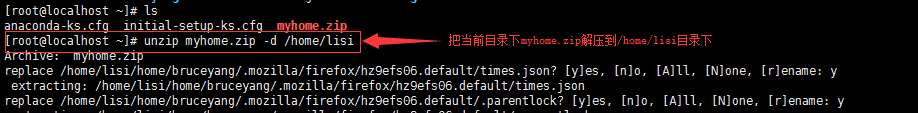 [root@localhost ~]# ls
anaconda-ks.cfg initial-setup-ks.cfg myhome.zip
[root@localhost ~]# unzip myhome.zip -d /home/lisi
把当前目录下myhome.zip解压到/home/lisi目录下
Archive: myhome.zip
replace /home/lisi/home/bruceyang/.mozilla/firefox/hz9efs06.default/times.json? [y]es, [n]o, [A]ll, [N]one, [r]ename: y
extracting: /home/lisi/home/bruceyang/.mozilla/firefox/hz9efs06.default/times.json
replace /home/lisi/home/bruceyang/.mozilla/firefox/hz9efs06.default/.parentlock? [y]es, [n]o, [A]ll, [N]one, [r]ename: y